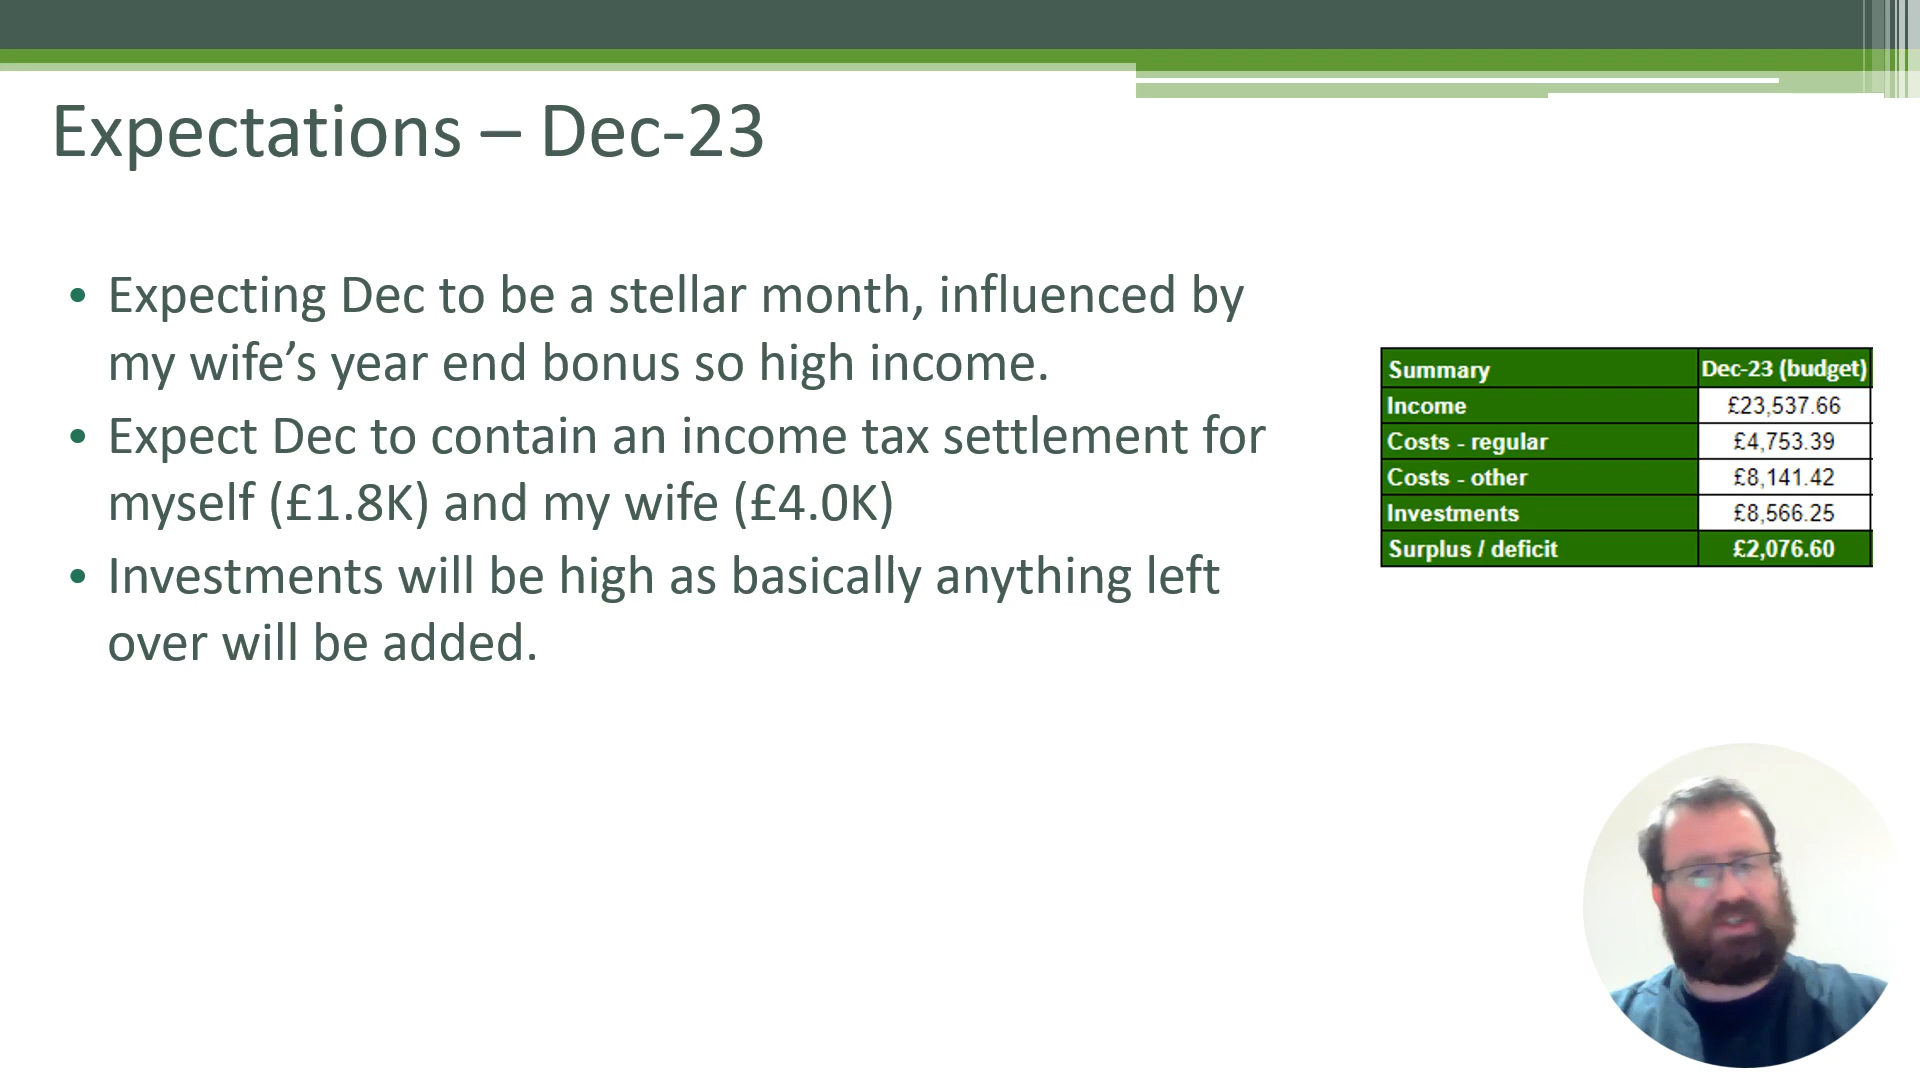 Expectations – Dec-23
• Expecting Dec to be a stellar month, influenced by
my wife’s year end bonus so high income.
• Expect Dec to contain an income tax settlement for
myself (£1.8K) and my wife (£4.0K)
• Investments will be high as basically anything left
over will be added.
Summary Dec-23 (budget)
Income £23,537.66
Costs - regular £4,753.39
Costs - other £8,141.42
Investments £8,566.25
Surplus / deficit £2,076.60